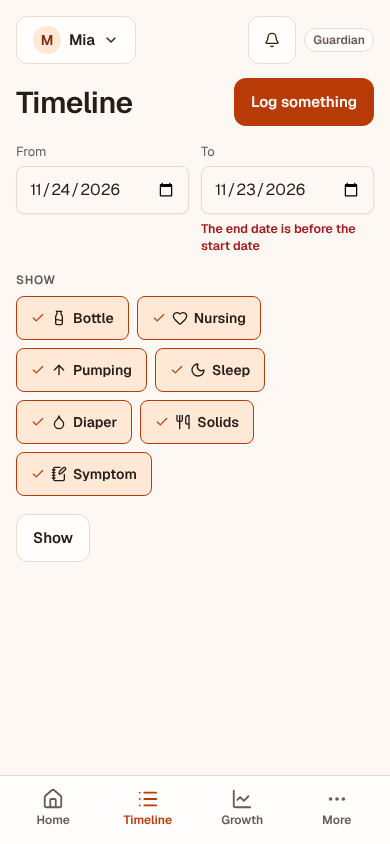 M Mia
Guardian
Timeline
Log something
From
To
11/24/2026
11/23/2026
The end date is before the
start date
SHOW
Bottle
Nursing
Pumping
Sleep
Diaper
Solids
Symptom
Show
Home
Timeline
Growth
More